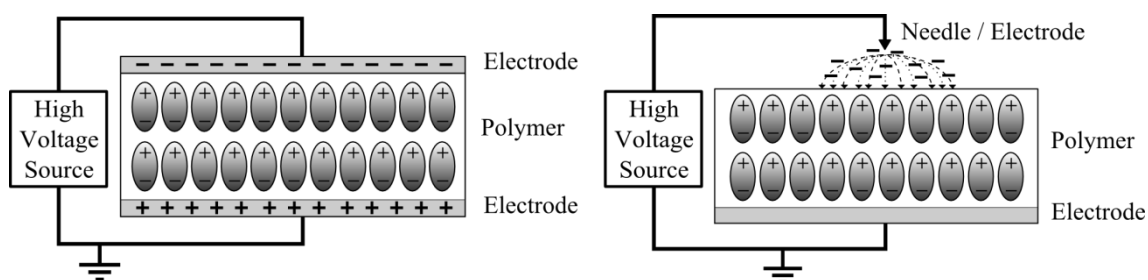 Electrode
High
Voltage
Source
Polymer
Electrode
Needle / Electrode
High
Voltage
Source
Polymer
Electrode